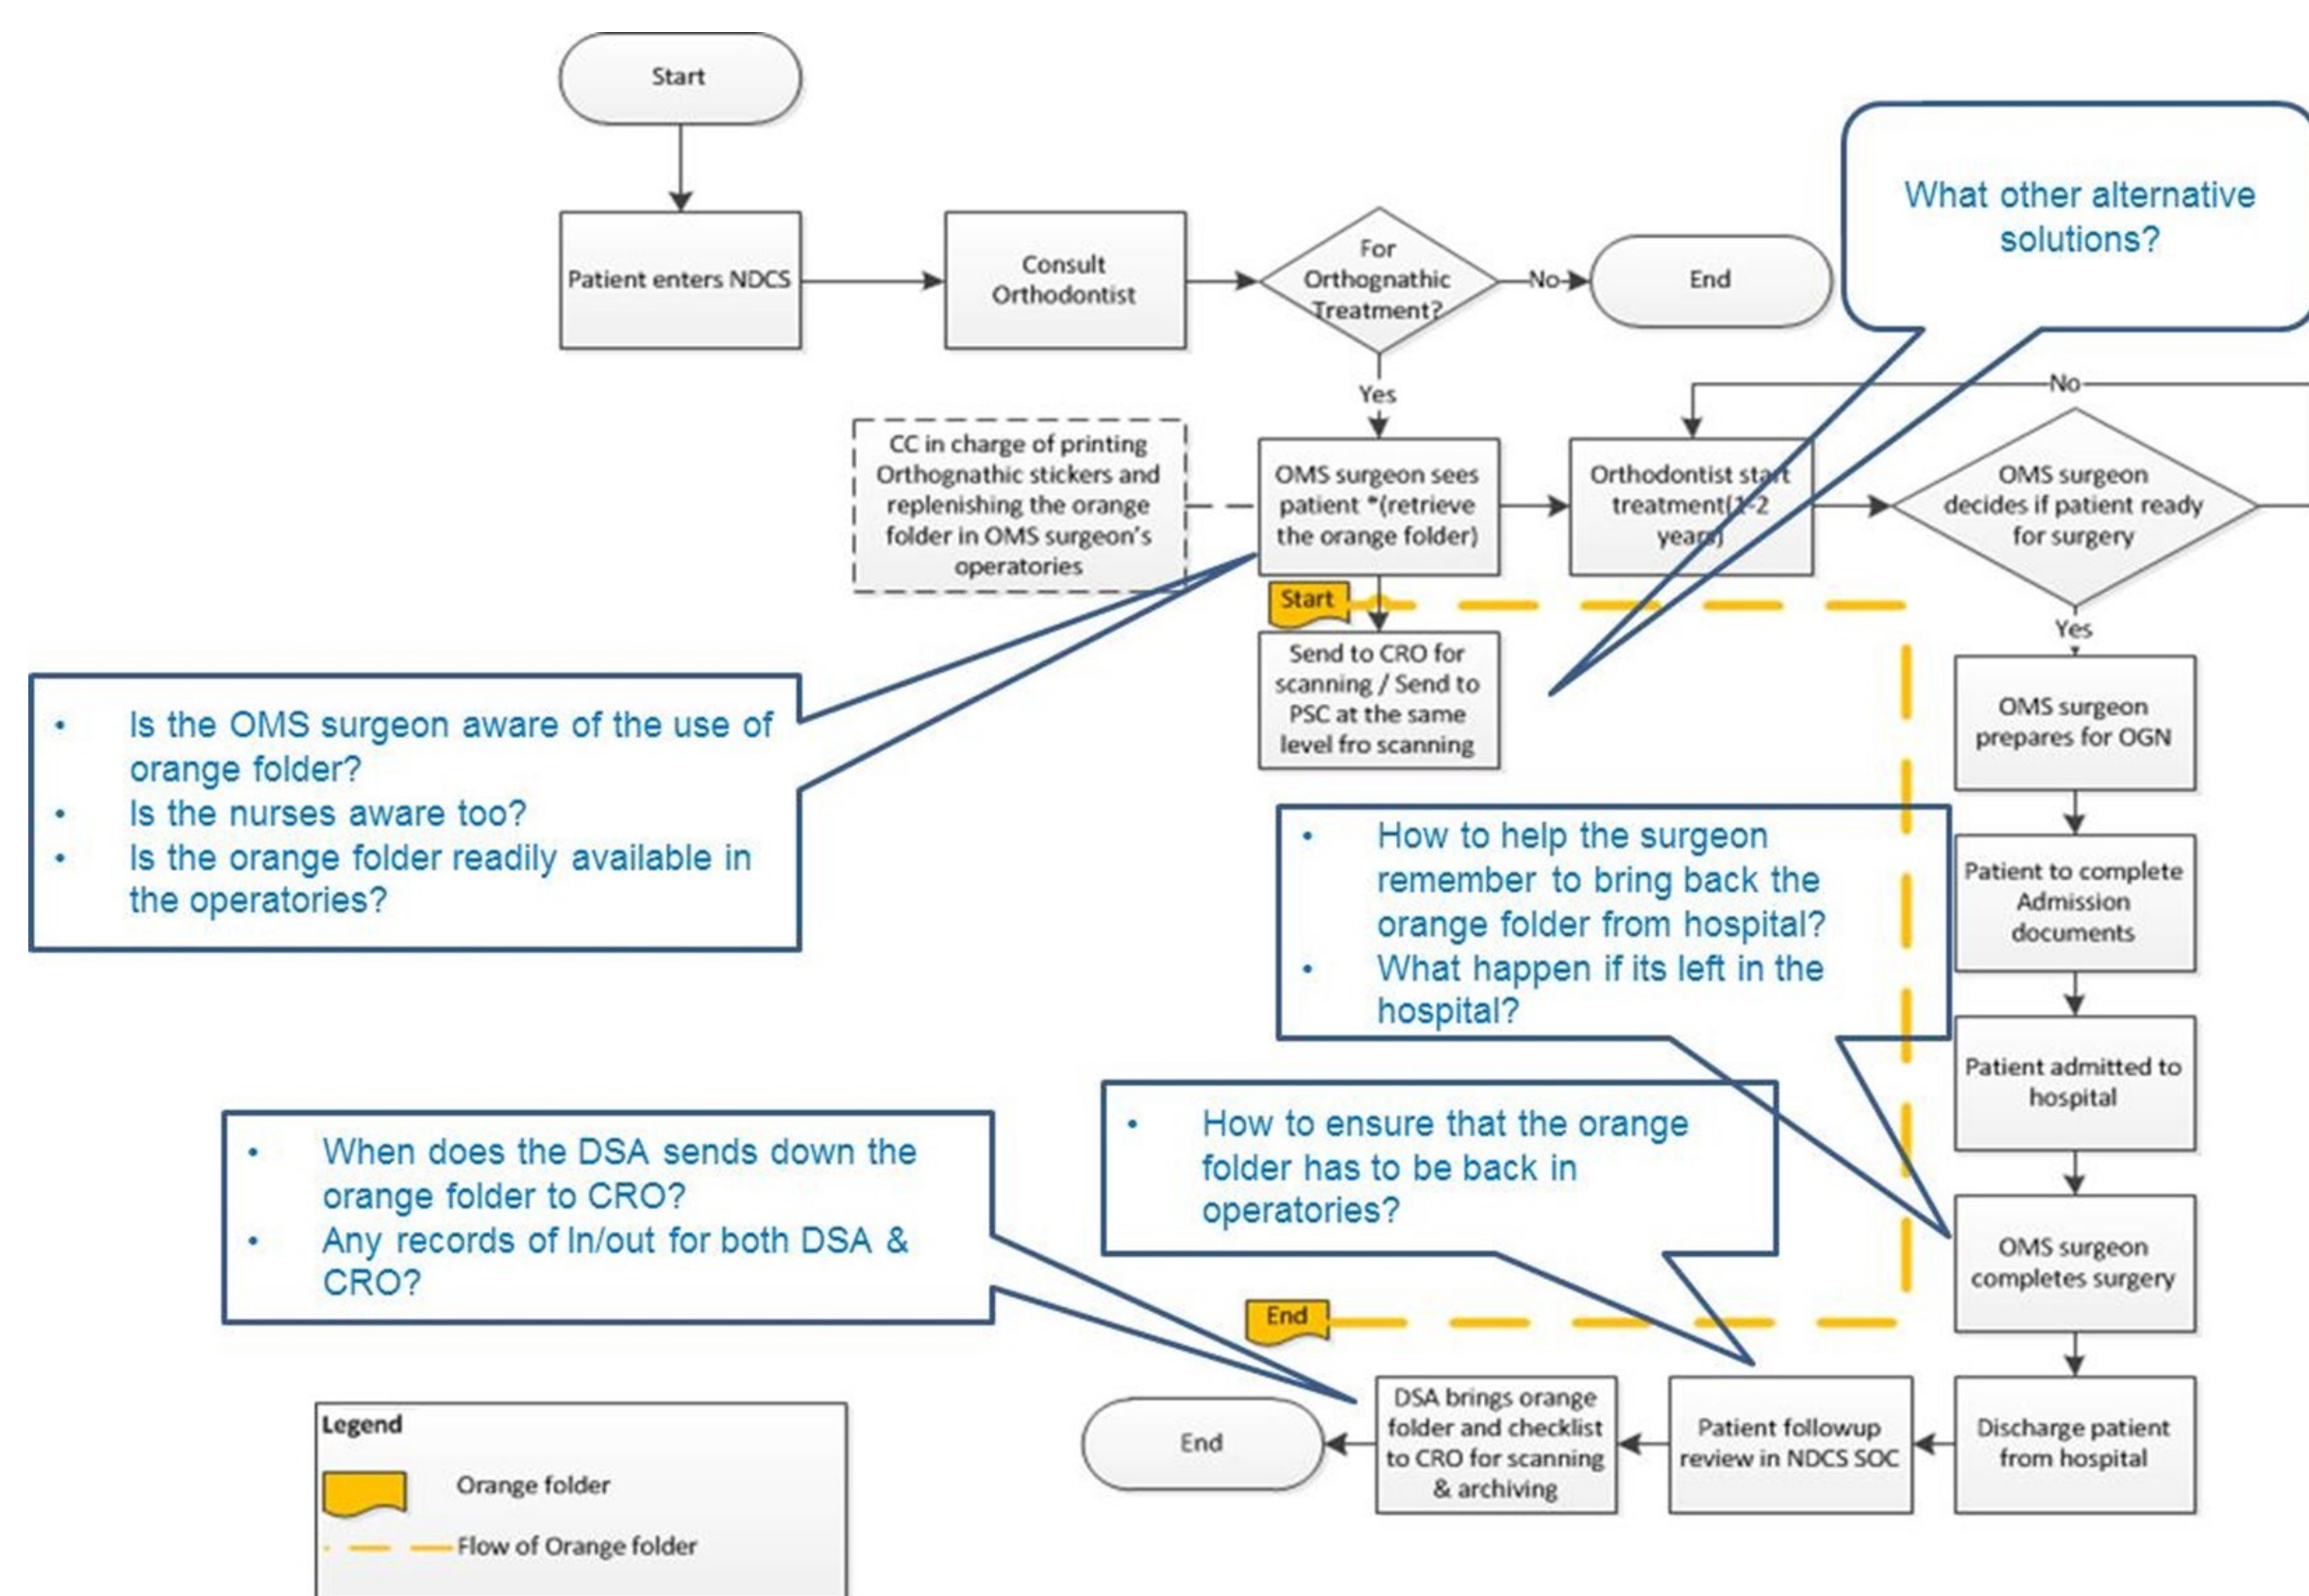 Start
Patient enters NDCS
Consult
Orthodontist
For
Orthognathic
Treatment?
No
End
What other alternative
solutions?
Yes
No
CC in charge of printing
Orthognathic stickers and
replenishing the orange
folder in OMS surgeon's
operatories
OMS surgeon sees
patient *(retrieve
the orange folder)
Orthodontist start
treatment(1-2
years)
OMS surgeon
decides if patient ready
for surgery
Start
Yes
Send to CRO for
scanning / Send to
PSC at the same
level fro scanning
OMS surgeon
prepares for OGN
• Is the OMS surgeon aware of the use of
orange folder?
• Is the nurses aware too?
• Is the orange folder readily available in
the operatories?
• How to help the surgeon
remember to bring back the
orange folder from hospital?
• What happen if its left in the
hospital?
Patient to complete
Admission
documents
Patient admitted to
hospital
• When does the DSA sends down the
orange folder to CRO?
• Any records of In/out for both DSA &
CRO?
• How to ensure that the orange
folder has to be back in
operatories?
OMS surgeon
completes surgery
End
End
DSA brings orange
folder and checklist
to CRO for scanning
& archiving
Patient followup
review in NDCS SOC
Discharge patient
from hospital
Legend
Orange folder
Flow of Orange folder